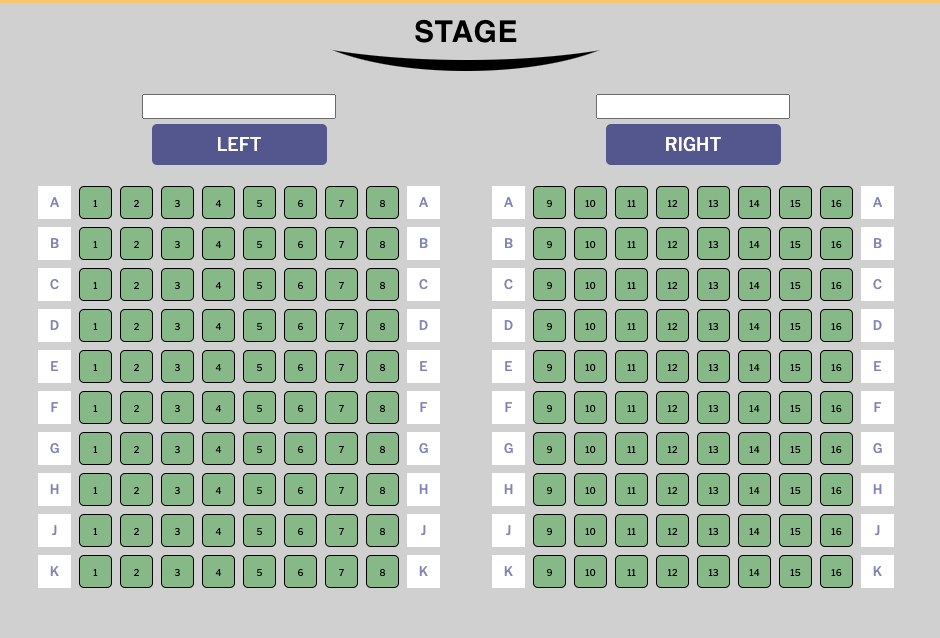 STAGE
LEFT RIGHT
A 1 2 3 4 5 6 7 8 A A 9 10 11 12 13 14 15 16 A
B 1 2 3 4 5 6 7 8 B B 9 10 11 12 13 14 15 16 B
C 1 2 3 4 5 6 7 8 C C 9 10 11 12 13 14 15 16 C
D 1 2 3 4 5 6 7 8 D D 9 10 11 12 13 14 15 16 D
E 1 2 3 4 5 6 7 8 E E 9 10 11 12 13 14 15 16 E
F 1 2 3 4 5 6 7 8 F F 9 10 11 12 13 14 15 16 F
G 1 2 3 4 5 6 7 8 G G 9 10 11 12 13 14 15 16 G
H 1 2 3 4 5 6 7 8 H H 9 10 11 12 13 14 15 16 H
J 1 2 3 4 5 6 7 8 J J 9 10 11 12 13 14 15 16 J
K 1 2 3 4 5 6 7 8 K K 9 10 11 12 13 14 15 16 K